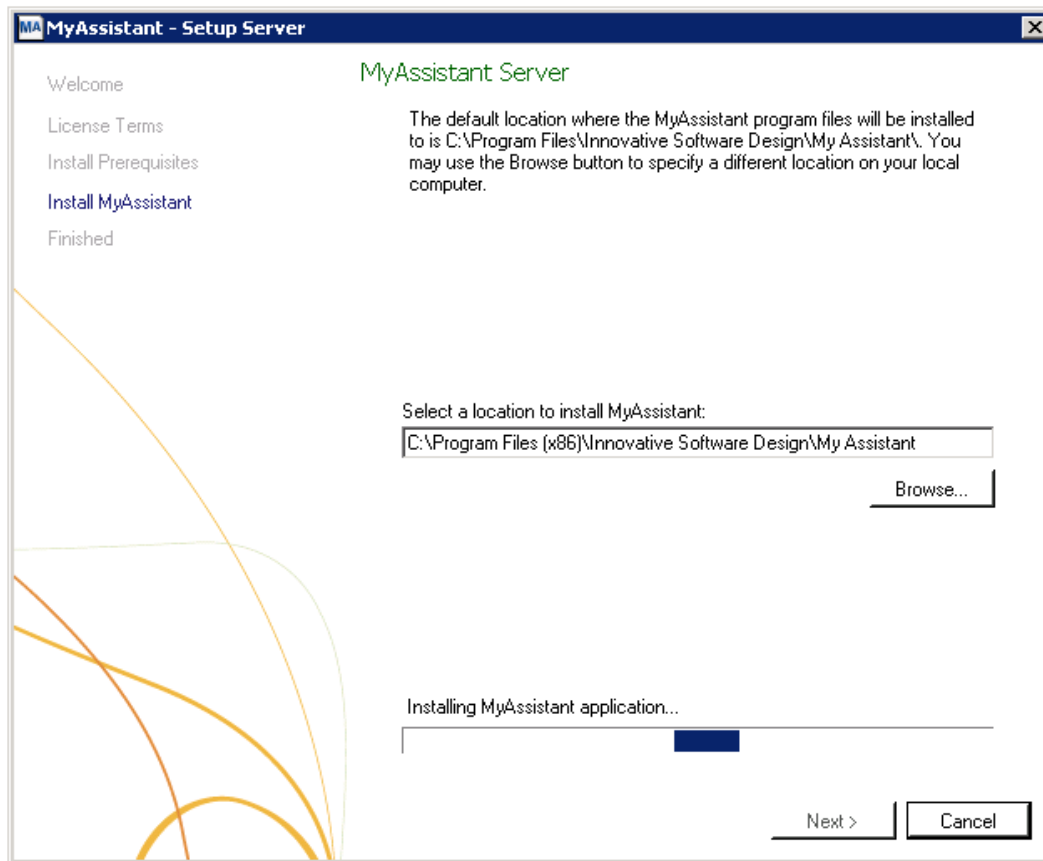 MA MyAssistant - Setup Server
Welcome
License Terms
Install Prerequisites
Install MyAssistant
Finished
MyAssistant Server
The default location where the MyAssistant program files will be installed
to is C:\Program Files\Innovative Software Design\My Assistant\. You
may use the Browse button to specify a different location on your local
computer.
Select a location to install MyAssistant:
C:\Program Files (x86)\Innovative Software Design\My Assistant
Browse...
Installing MyAssistant application...
Next >
Cancel